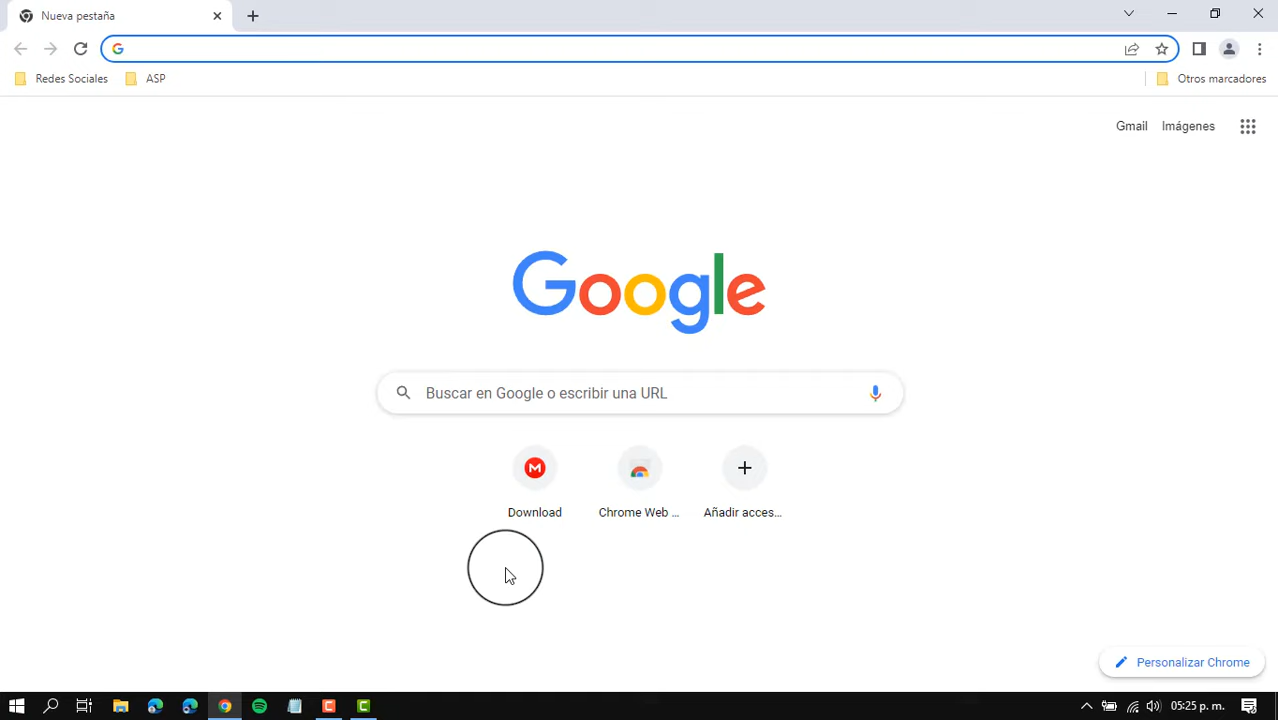 Nueva pestaña
Redes Sociales
ASP
Otros marcadores
Gmail
Imágenes
Google
Buscar en Google o escribir una URL
Download
Chrome Web ...
Añadir acces...
Personalizar Chrome
05:25 p. m.